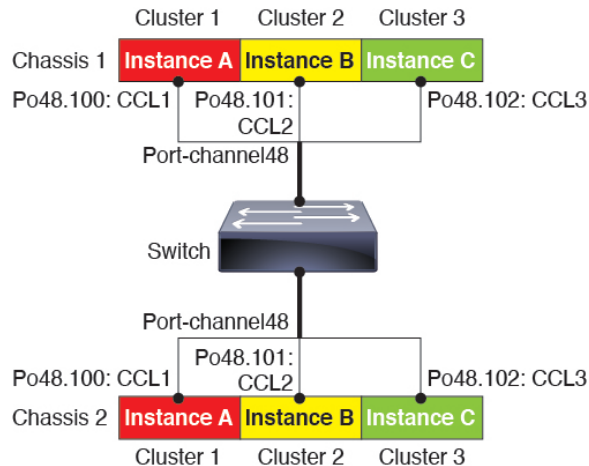 Cluster 1 Cluster 2 Cluster 3
Chassis 1 Instance A Instance B Instance C
Po48.100: CCL1 Po48.101: Po48.102: CCL3
CCL2
Port-channel48
Switch
Port-channel48
Po48.100: CCL1 Po48.101: Po48.102: CCL3
CCL2
Chassis 2 Instance A Instance B Instance C
Cluster 1 Cluster 2 Cluster 3